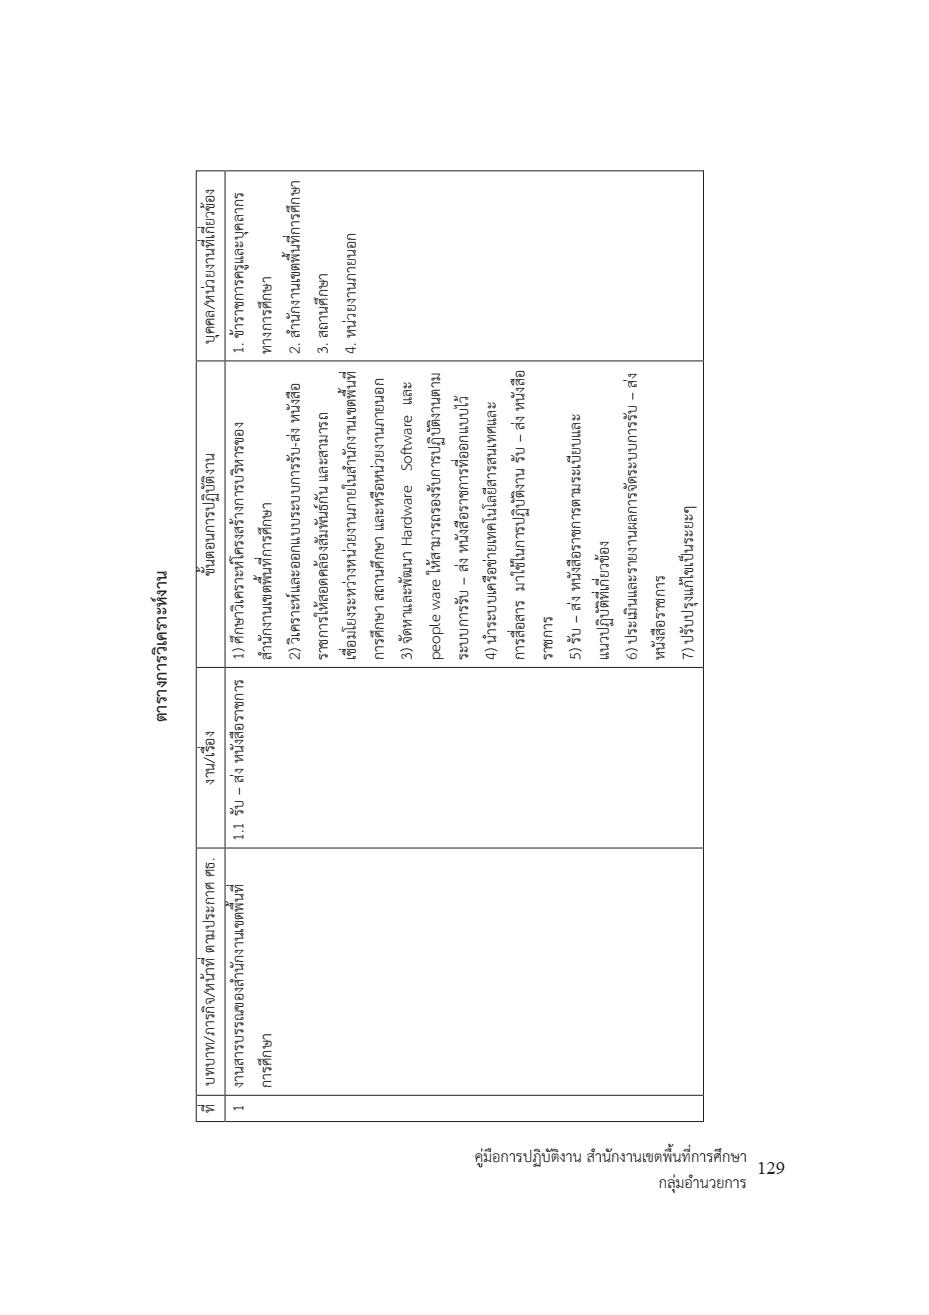 ตารางการวิเคราะห์งาน
ที่
บทบาท/ภารกิจ/หน้าที่ ตามประกาศ ศธ.
งาน/เรื่อง
ขั้นตอนการปฏิบัติงาน
บุคคล/หน่วยงานที่เกี่ยวข้อง
1
งานสารบรรณของสำนักงานเขตพื้นที่
การศึกษา
1.1 รับ – ส่ง หนังสือราชการ
1) ศึกษาวิเคราะห์โครงสร้างการบริหารของ
สำนักงานเขตพื้นที่การศึกษา
2) วิเคราะห์และออกแบบระบบการรับ-ส่ง หนังสือ
ราชการให้สอดคล้องสัมพันธ์กัน และสามารถ
เชื่อมโยงระหว่างหน่วยงานภายในสำนักงานเขตพื้นที่
การศึกษา สถานศึกษา และหรือหน่วยงานภายนอก
3) จัดหาและพัฒนา Hardware Software และ
people ware ให้สามารถรองรับการปฏิบัติงานตาม
ระบบการรับ – ส่ง หนังสือราชการที่ออกแบบไว้
4) นำระบบเครือข่ายเทคโนโลยีสารสนเทศและ
การสื่อสาร มาใช้ในการปฏิบัติงาน รับ – ส่ง หนังสือ
ราชการ
5) รับ – ส่ง หนังสือราชการตามระเบียบและ
แนวปฏิบัติที่เกี่ยวข้อง
6) ประเมินและรายงานผลการจัดระบบการรับ – ส่ง
หนังสือราชการ
7) ปรับปรุงแก้ไขเป็นระยะๆ
1. ข้าราชการครูและบุคลากร
ทางการศึกษา
2. สำนักงานเขตพื้นที่การศึกษา
3. สถานศึกษา
4. หน่วยงานภายนอก
คู่มือการปฏิบัติงาน สำนักงานเขตพื้นที่การศึกษา
กลุ่มอำนวยการ
129